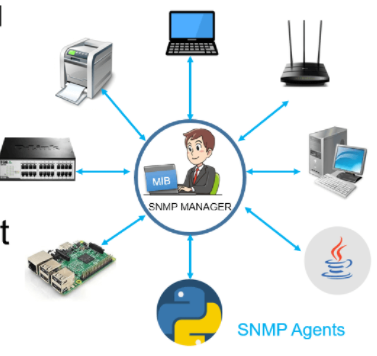 MIB
SNMP MANAGER
t
SNMP Agents